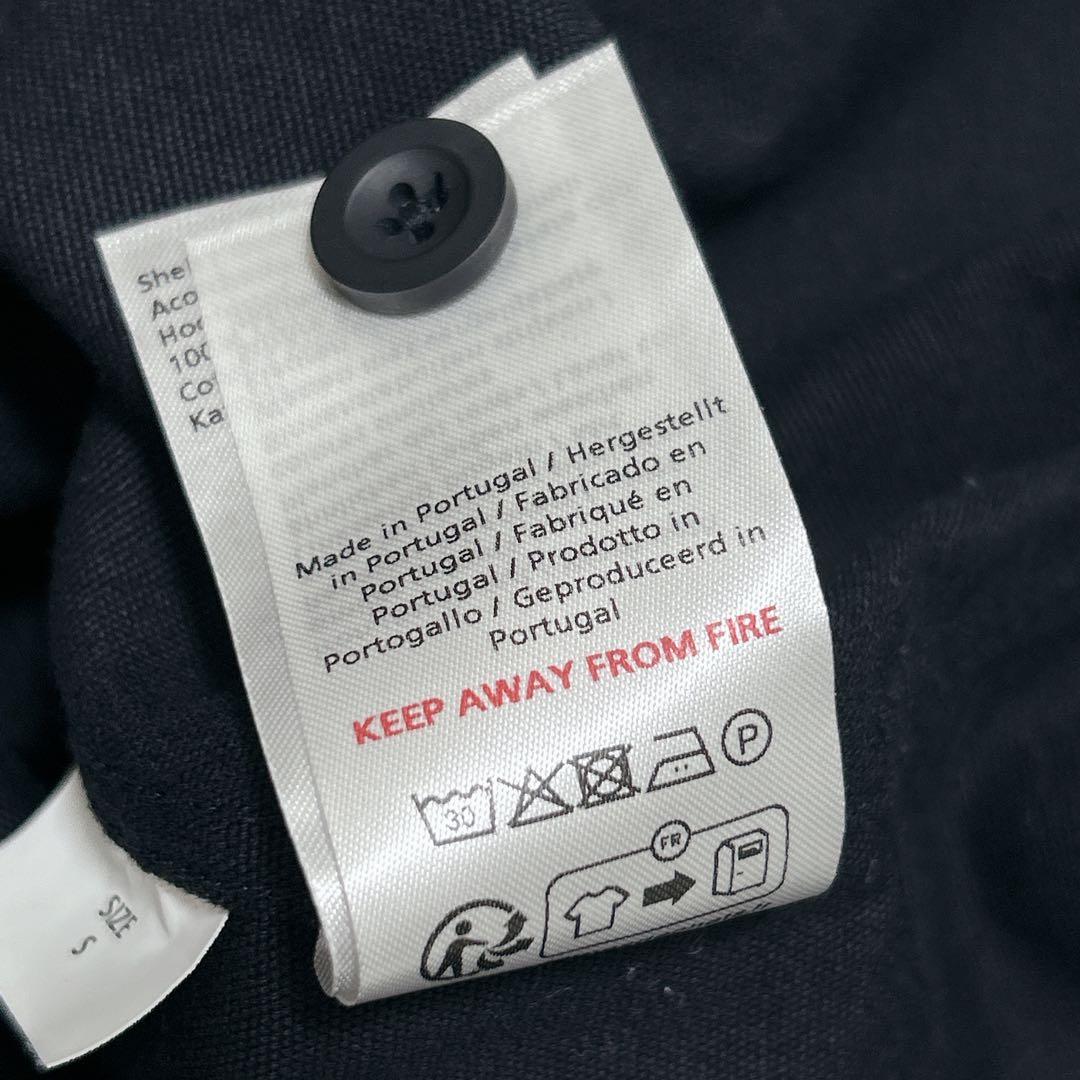 Made in Portugal / Hergestellt
in Portugal / Fabricado en
Portugal / Fabriqué en
Portugal / Prodotto in
Portogallo / Geproduceerd in
Portugal
KEEP AWAY FROM FIRE
30
P
FR
SIZE
S